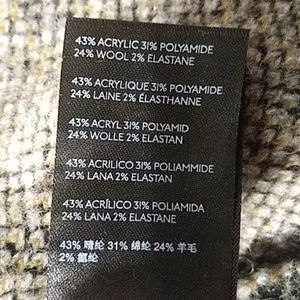 43% ACRYLIC 31% POLYAMIDE
24% WOOL 2% ELASTANE
43% ACRYLIQUE 31% POLYAMIDE
24% LAINE 2% ÉLASTHANNE
43% ACRYL 31% POLYAMID
24% WOLLE 2% ELASTAN
43% ACRILICO 31% POLIAMMIDE
24% LANA 2% ELASTAN
43% ACRÍLICO 31% POLIAMIDA
24% LANA 2% ELASTANE
43% 晴纶 31% 绵纶 24% 羊毛
2% 氨纶